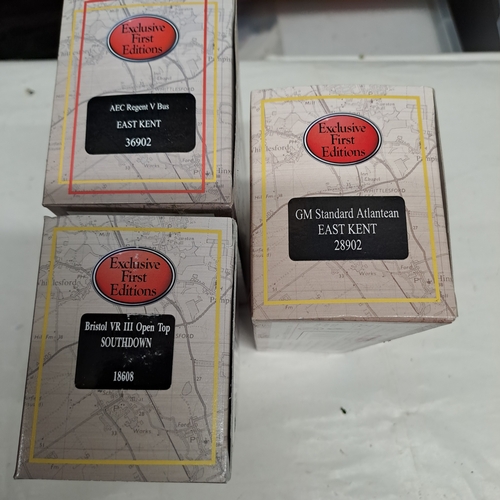 Exclusive
First
Editions
AEC Regent V Bus
EAST KENT
36902
Exclusive
First
Editions
WHITTLESFORD
GM Standard Atlantean
EAST KENT
28902
Exclusive
First
Editions
Bristol VR III Open Top
SOUTHDOWN
18608